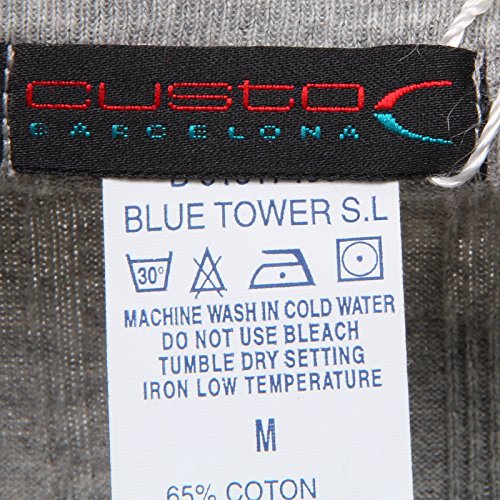 custo
BARCELONA
BLUE TOWER S.L
30°
MACHINE WASH IN COLD WATER
DO NOT USE BLEACH
TUMBLE DRY SETTING
IRON LOW TEMPERATURE
M
65% COTON